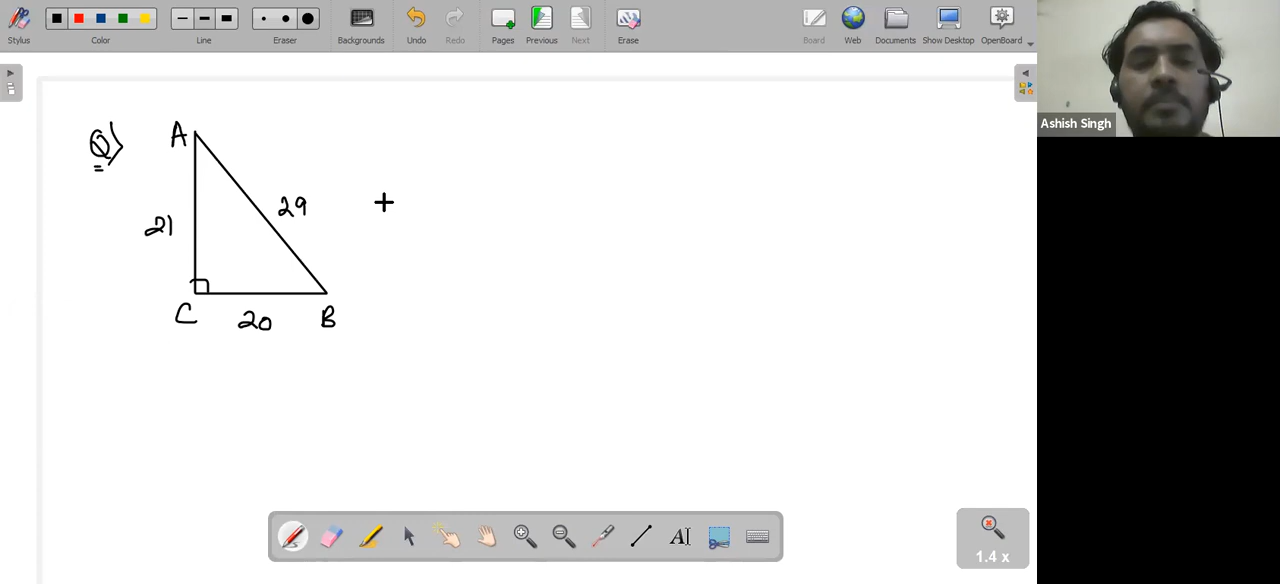 Stylus
Color
Line
Eraser
Backgrounds
Undo
Redo
Pages
Previous
Next
Erase
Board
Web
Documents
Show Desktop
OpenBoard
Ashish Singh
Q)
A
21
29
C
20
B
AI
1.4 x